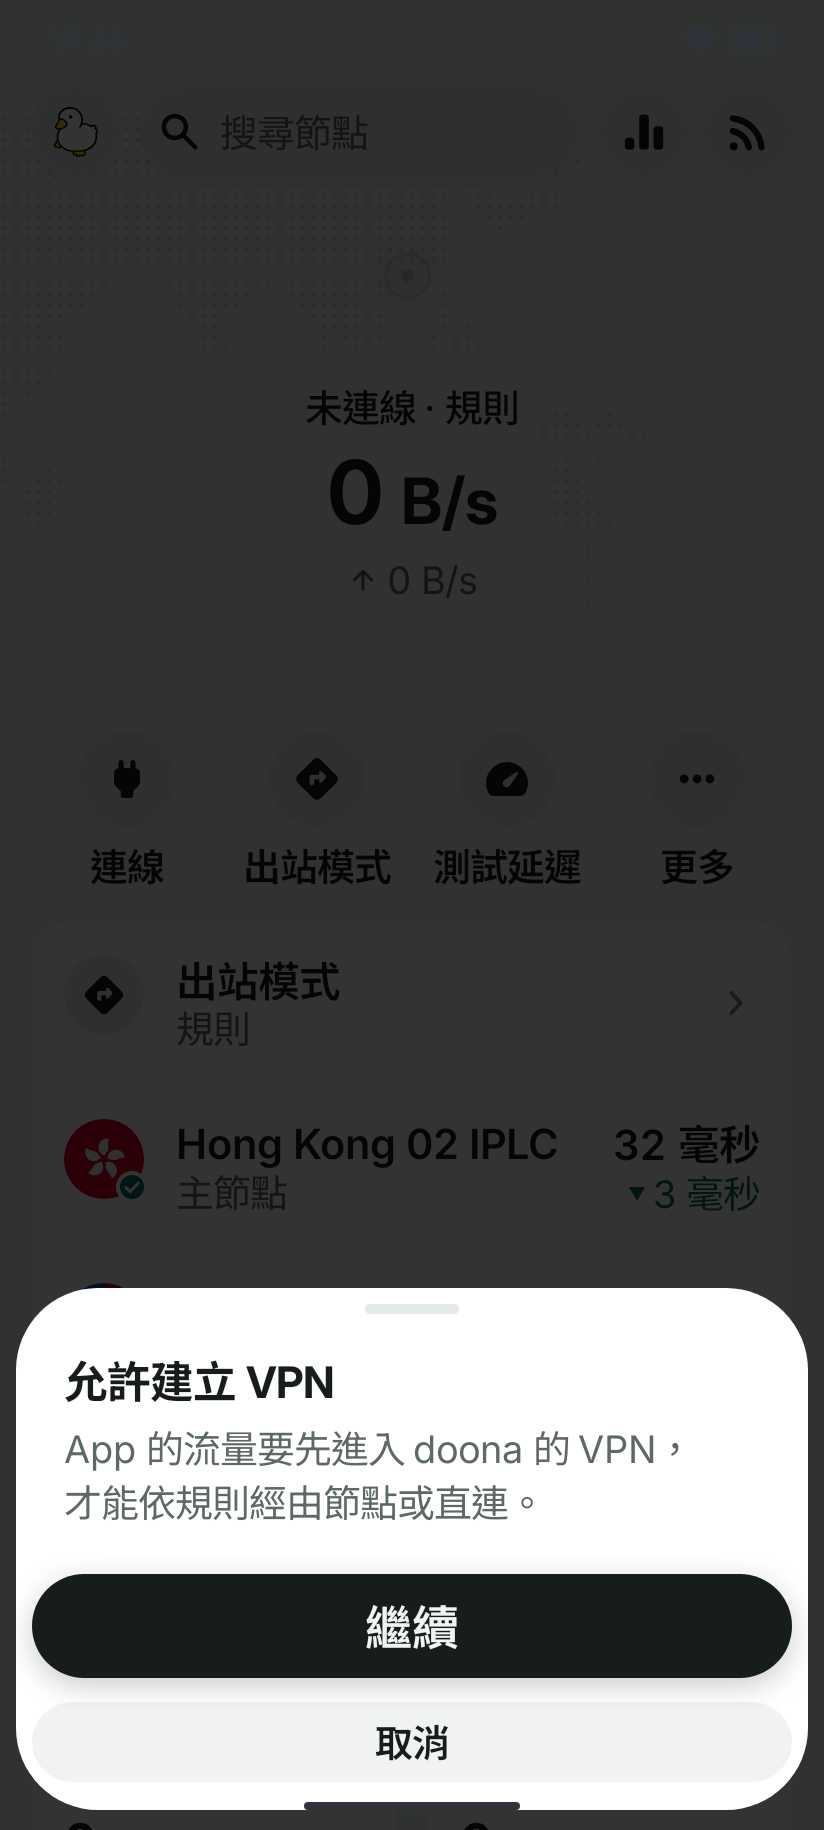 搜尋節點
未連線 · 規則
0 B/s
↑ 0 B/s
連線
出站模式
測試延遲
更多
出站模式
規則
Hong Kong 02 IPLC
32 毫秒
主節點
▼3 毫秒
允許建立 VPN
App 的流量要先進入 doona 的 VPN，
才能依規則經由節點或直連。
繼續
取消